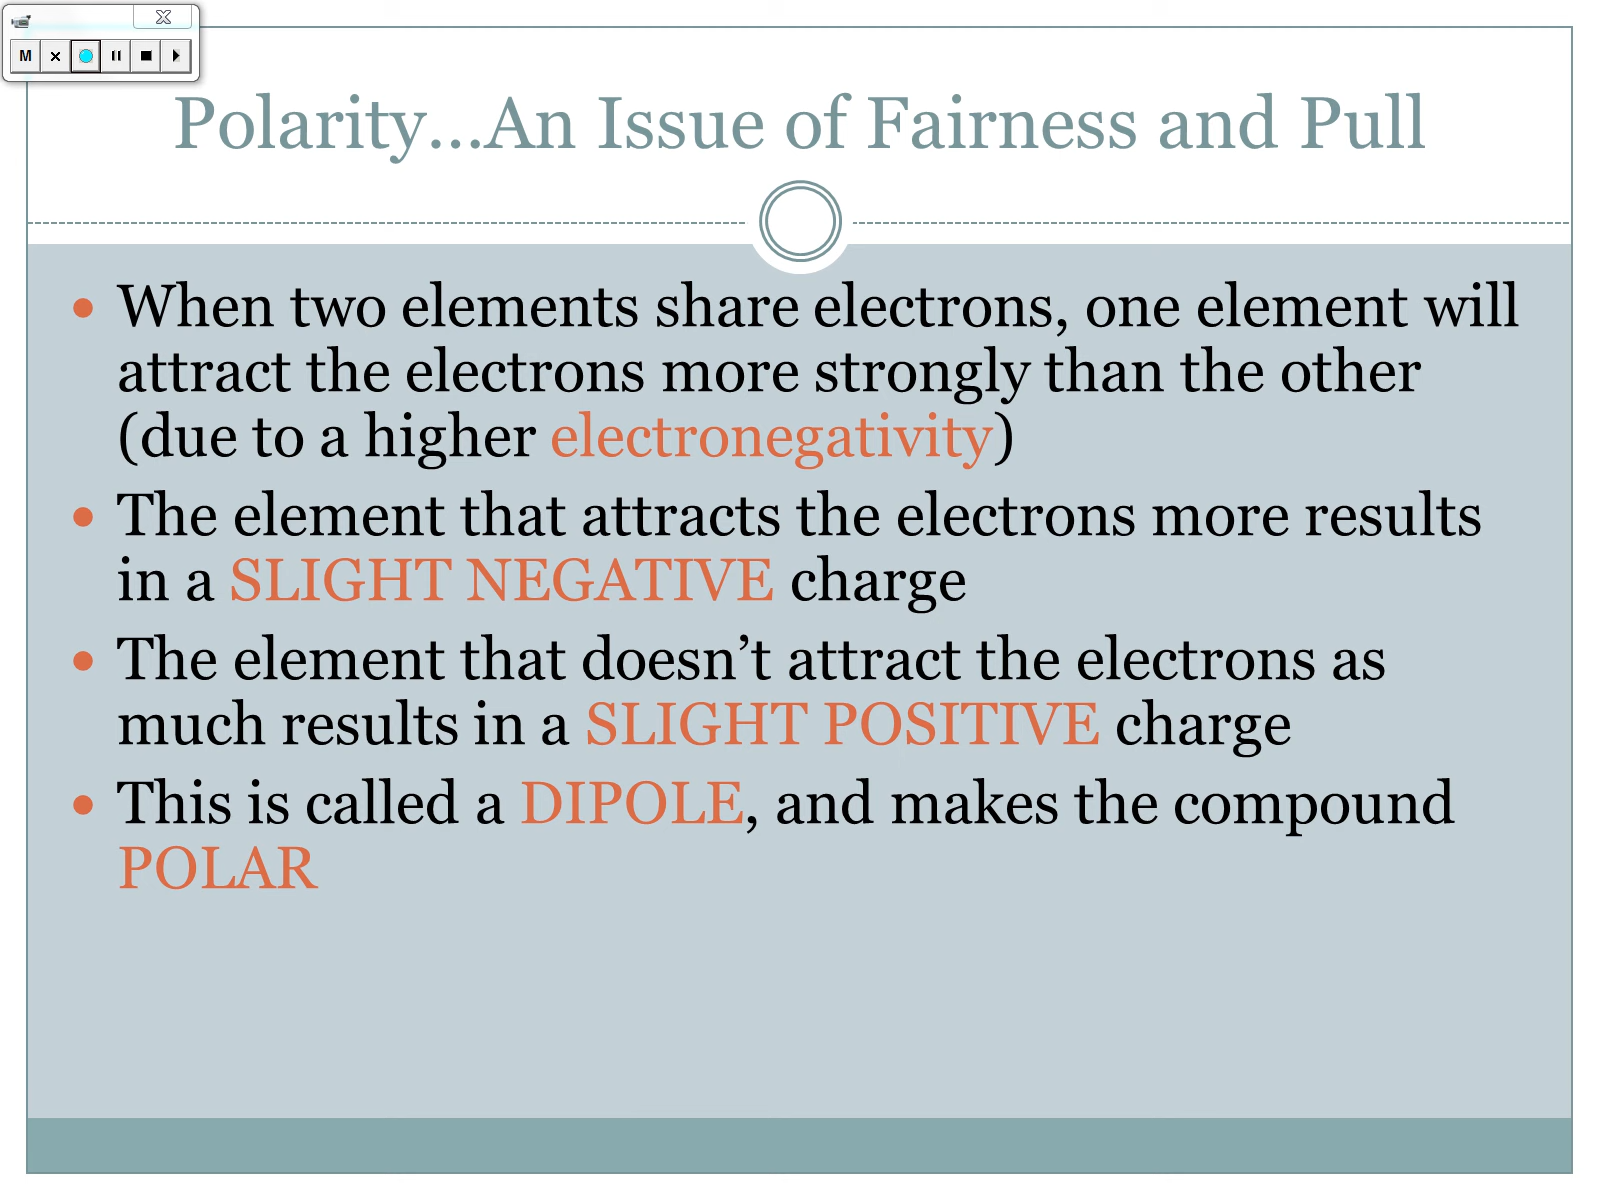 M
Polarity...An Issue of Fairness and Pull
• When two elements share electrons, one element will
attract the electrons more strongly than the other
(due to a higher electronegativity)
• The element that attracts the electrons more results
in a SLIGHT NEGATIVE charge
• The element that doesn’t attract the electrons as
much results in a SLIGHT POSITIVE charge
• This is called a DIPOLE, and makes the compound
POLAR